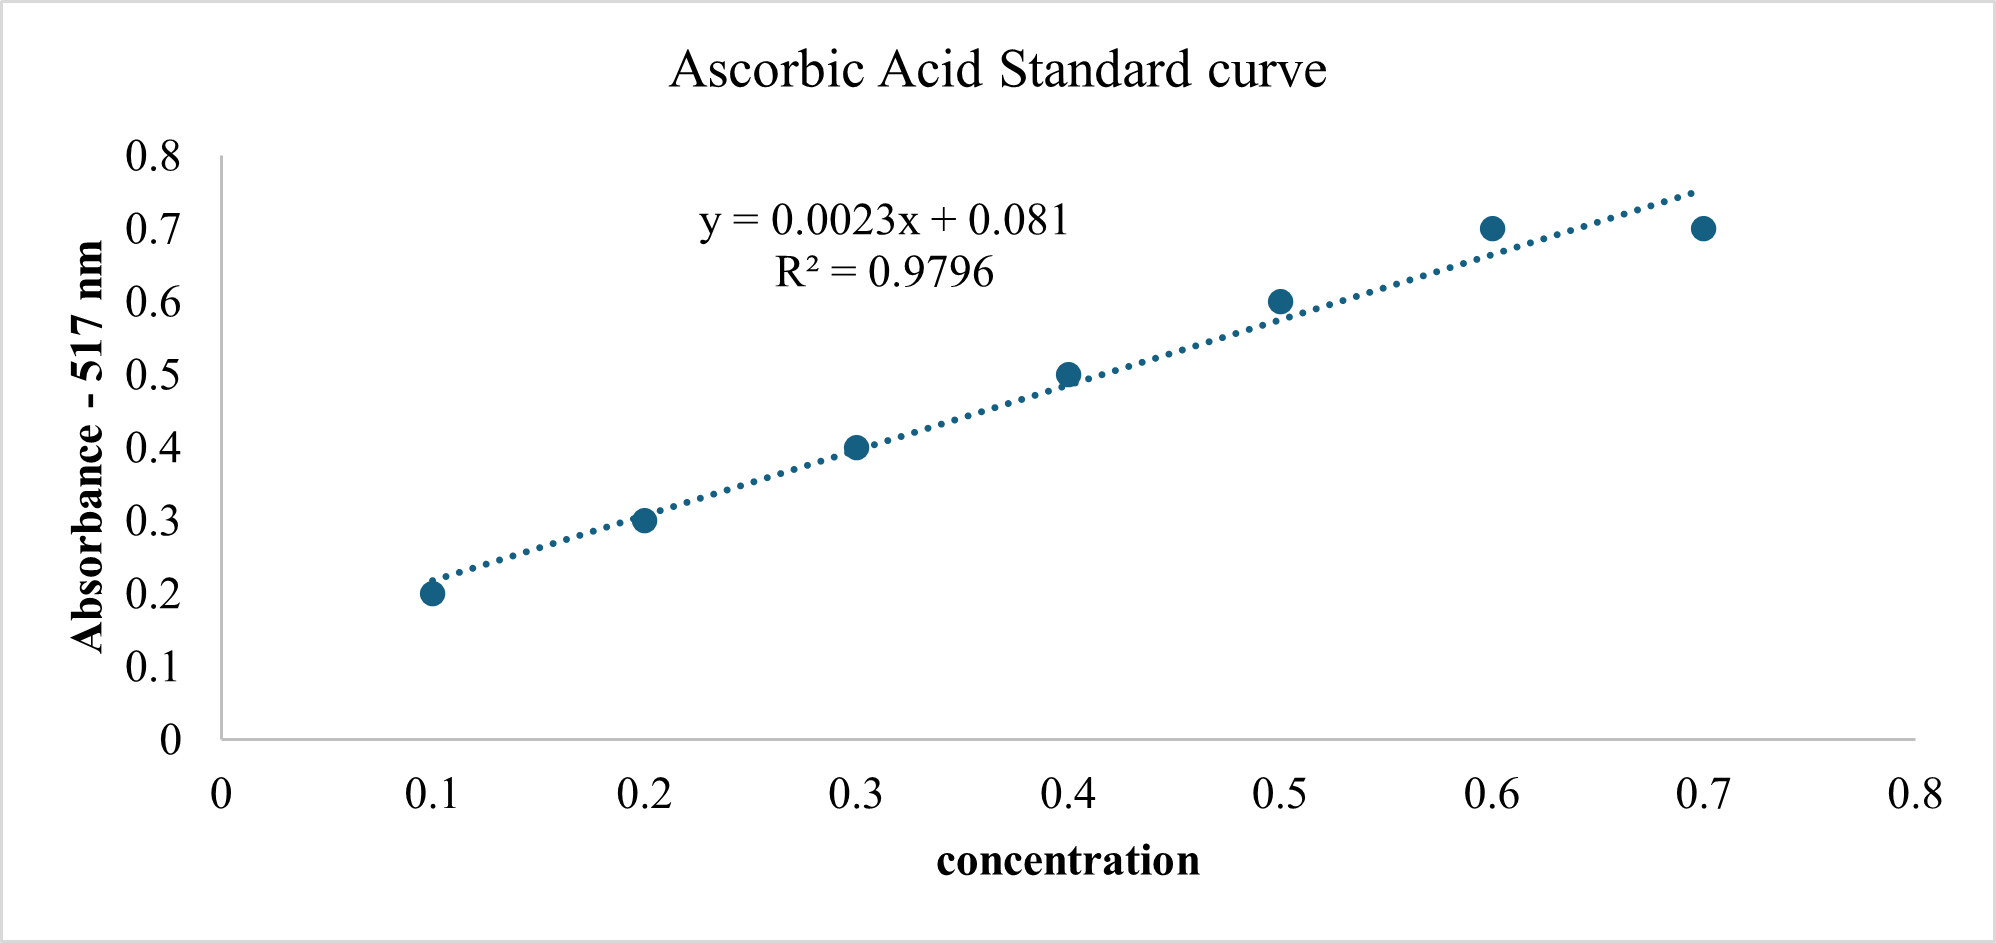 Ascorbic Acid Standard curve
y = 0.0023x + 0.081
R² = 0.9796
Absorbance - 517 nm
0.8
0.7
0.6
0.5
0.4
0.3
0.2
0.1
0
0 0.1 0.2 0.3 0.4 0.5 0.6 0.7 0.8
concentration